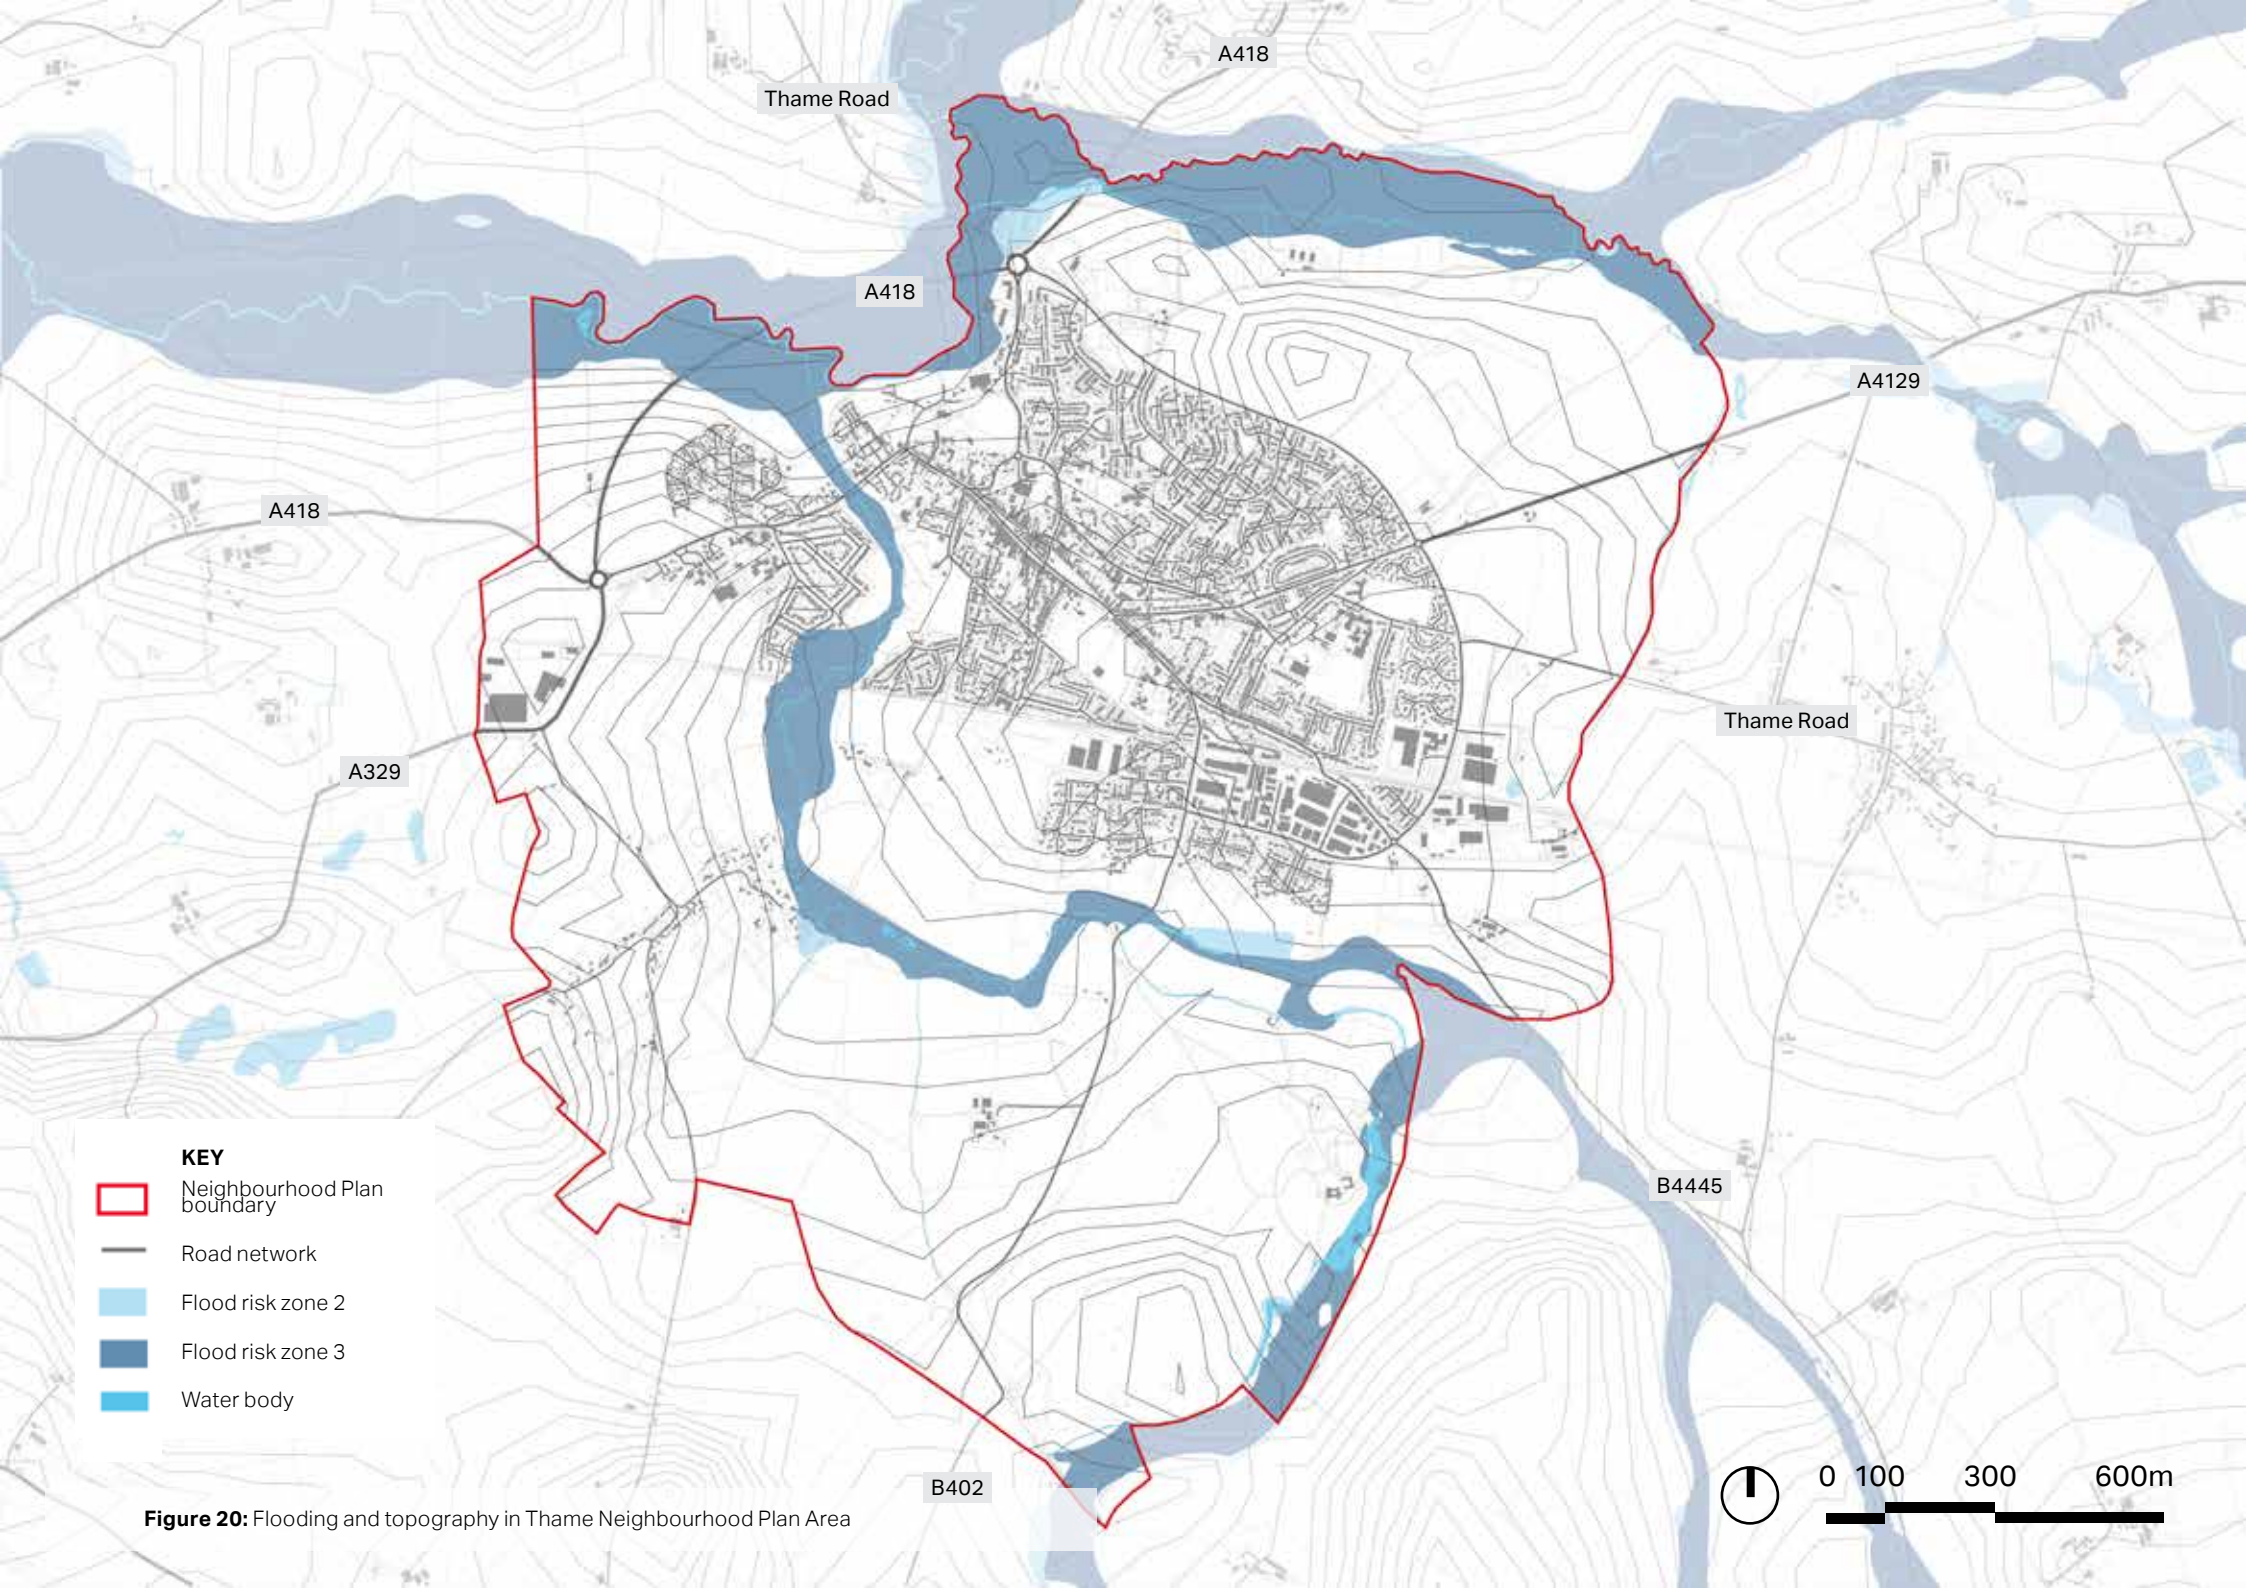 A418
Thame Road
A418
A4129
A418
Thame Road
A329
KEY
Neighbourhood Plan
boundary
Road network
Flood risk zone 2
Flood risk zone 3
Water body
B4445
B402
0 100 300 600m
Figure 20: Flooding and topography in Thame Neighbourhood Plan Area